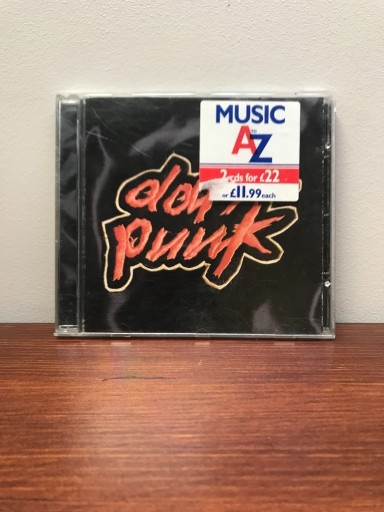 MUSIC
A TO Z
2 cds for £22
or £11.99 each
daft
punk